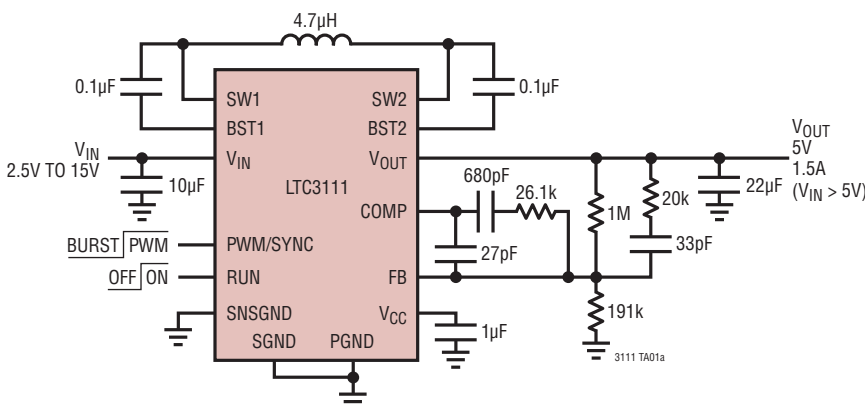 4.7µH
0.1µF
0.1µF
SW1
SW2
BST1
BST2
V_IN
2.5V TO 15V
V_IN
V_OUT
V_OUT
5V
1.5A
(V_IN > 5V)
LTC3111
10µF
680pF
26.1k
1M
20k
22µF
COMP
BURST PWM
PWM/SYNC
27pF
33pF
OFF ON
RUN
FB
SNSGND
V_CC
1µF
191k
SGND
PGND
3111 TA01a